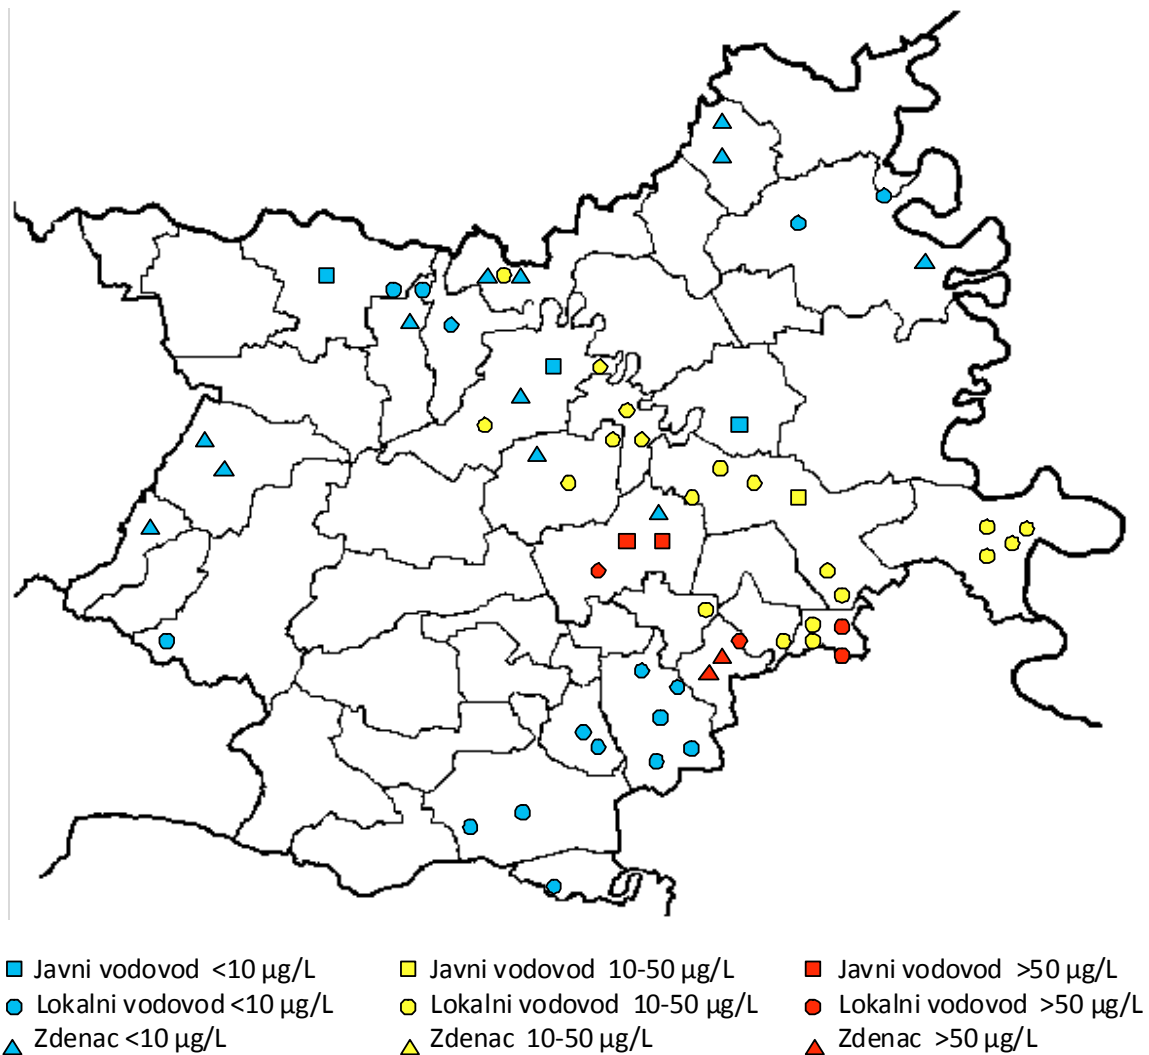 Javni vodovod <10 µg/L Javni vodovod 10-50 µg/L Javni vodovod >50 µg/L
Lokalni vodovod <10 µg/L Lokalni vodovod 10-50 µg/L Lokalni vodovod >50 µg/L
Zdenac <10 µg/L Zdenac 10-50 µg/L Zdenac >50 µg/L